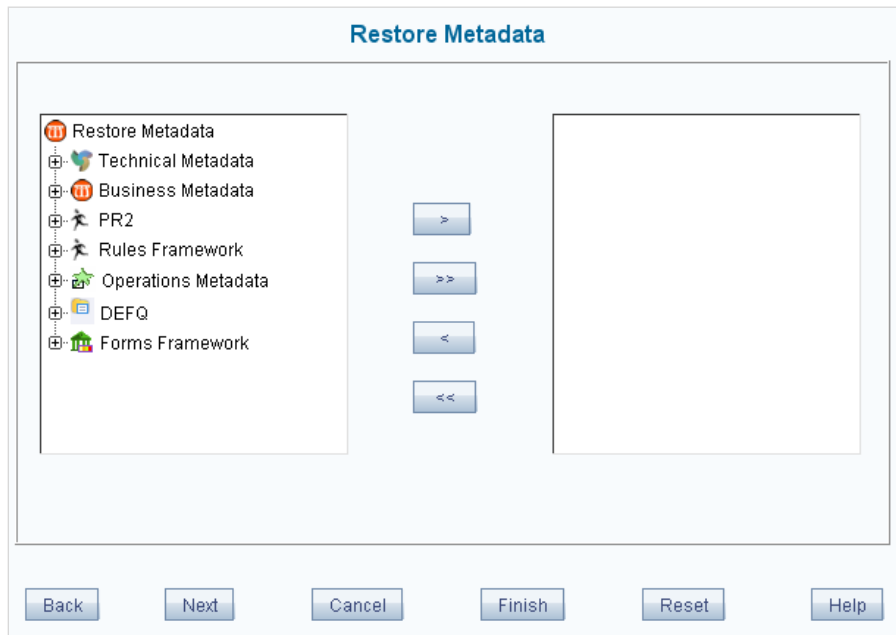 Restore Metadata
Restore Metadata
Technical Metadata
Business Metadata
PR2
Rules Framework
Operations Metadata
DEFQ
Forms Framework
>
>>
<
<<
Back Next Cancel Finish Reset Help